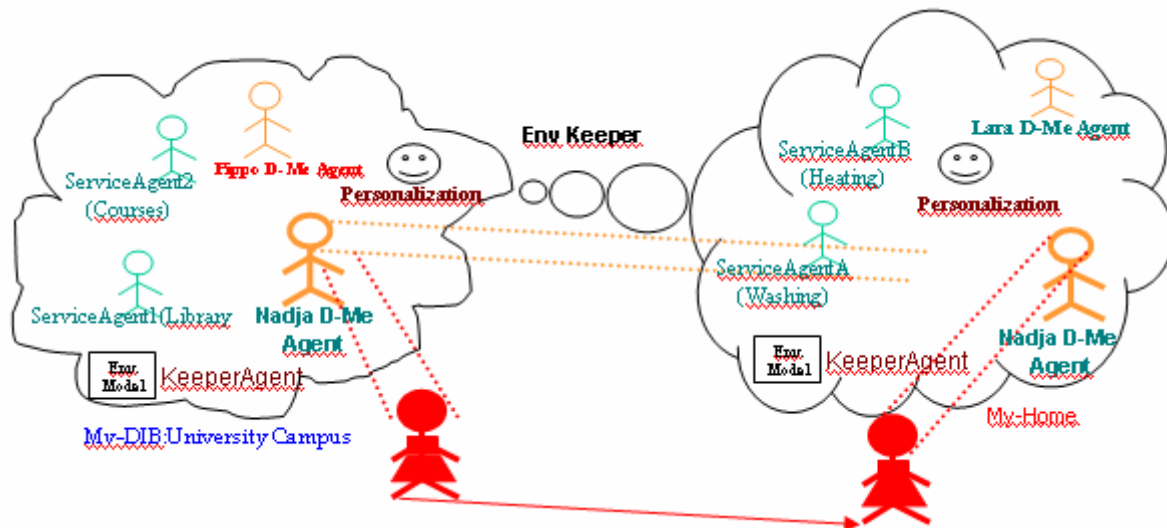 ServiceAgent2
(Courses)
Fippo D-Me Agent
Personalization
ServiceAgent1(Library
Nadja D-Me
Agent
Env.
Model
KeeperAgent
My-DIB:University Campus
Env Keeper
ServiceAgentB
(Heating)
Lara D-Me Agent
Personalization
ServiceAgentA
(Washing)
Nadja D-Me
Agent
Env.
Model
KeeperAgent
My-Home